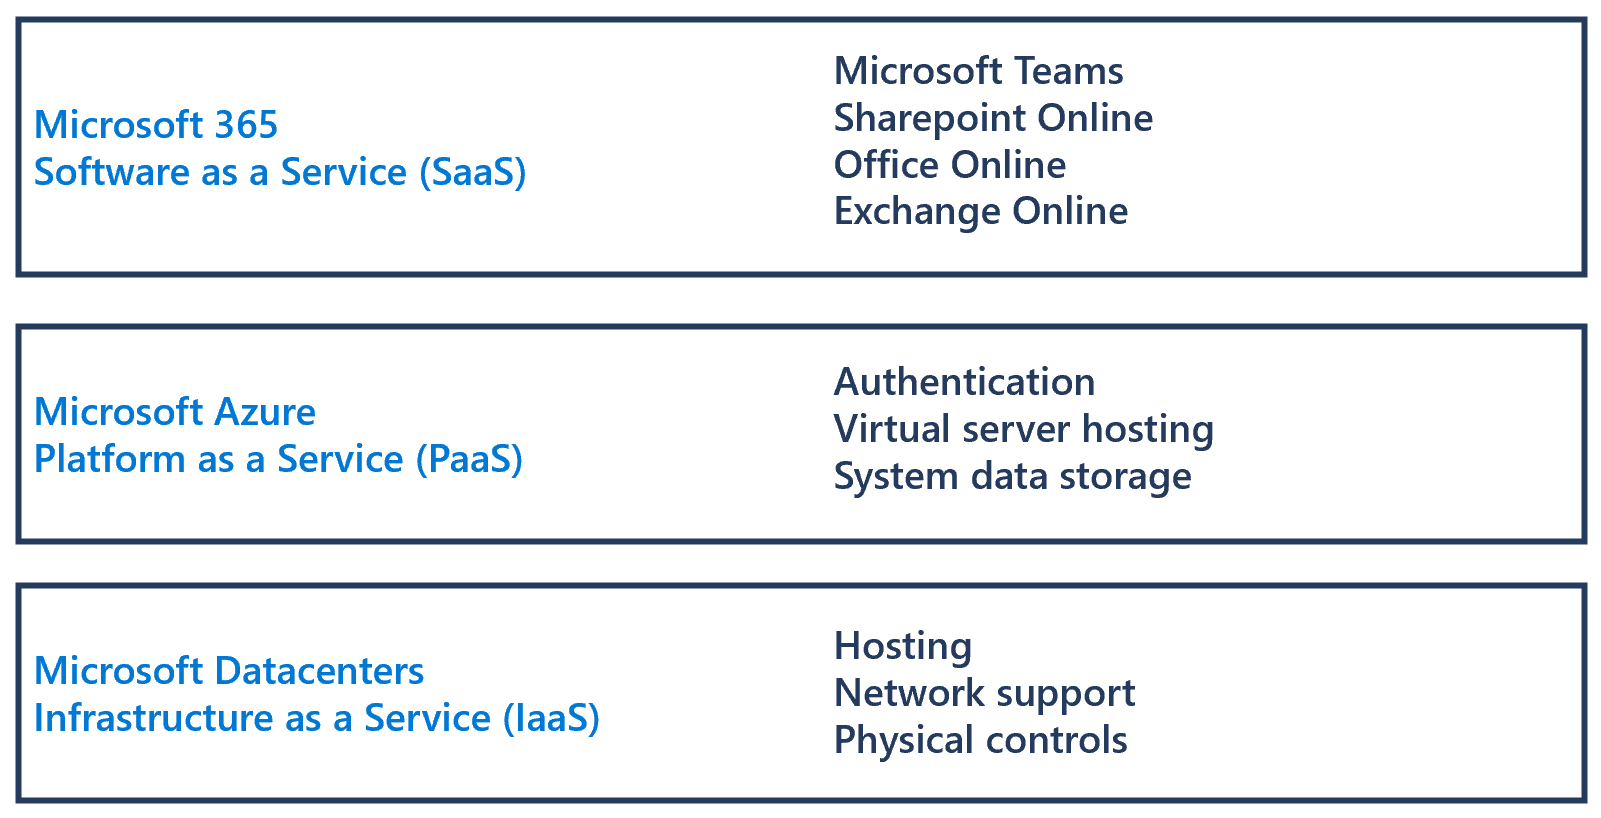 Microsoft 365
Software as a Service (SaaS)
Microsoft Teams
Sharepoint Online
Office Online
Exchange Online
Microsoft Azure
Platform as a Service (PaaS)
Authentication
Virtual server hosting
System data storage
Microsoft Datacenters
Infrastructure as a Service (IaaS)
Hosting
Network support
Physical controls